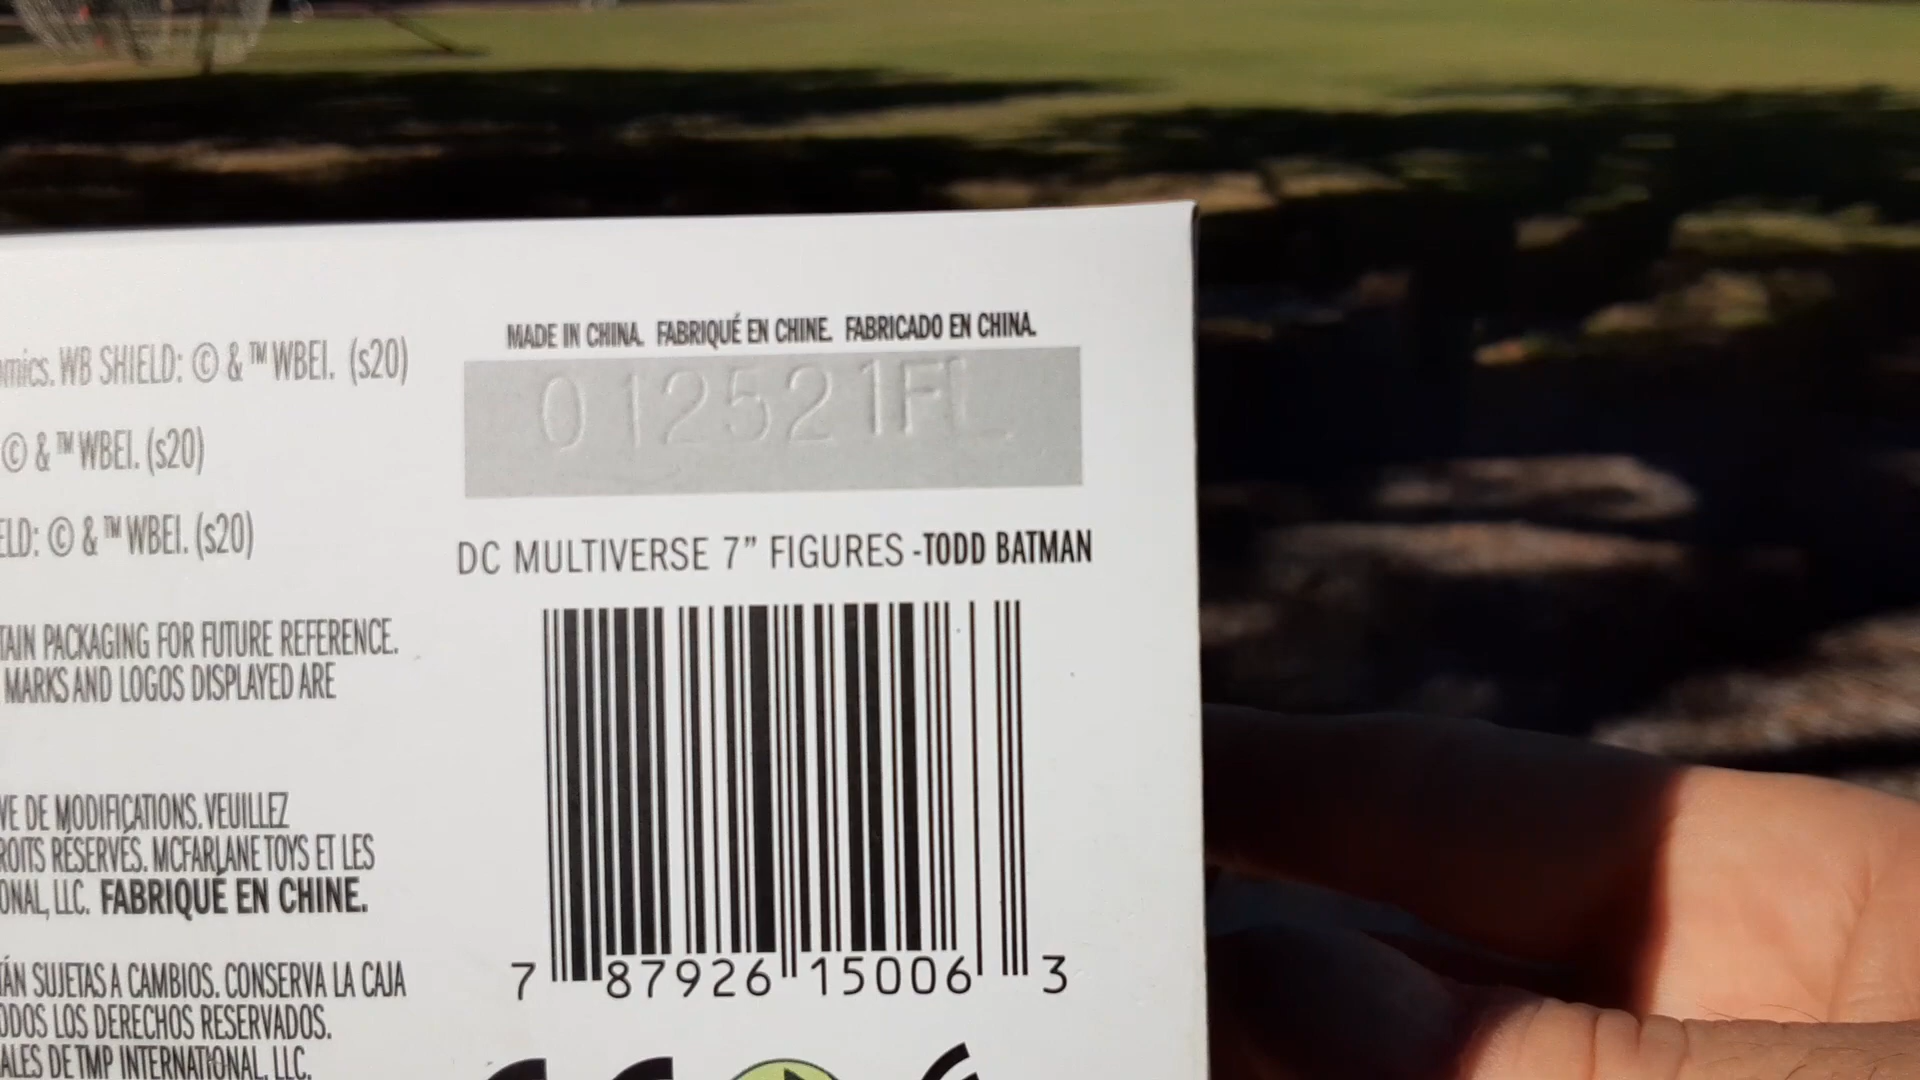 mics. WB SHIELD: © & ™ WBEI. (s20)
© & ™ WBEI. (s20)
ELD: © & ™ WBEI. (s20)
TAIN PACKAGING FOR FUTURE REFERENCE.
MARKS AND LOGOS DISPLAYED ARE
VE DE MODIFICATIONS. VEUILLEZ
ROITS RÉSERVÉS. MCFARLANE TOYS ET LES
ONAL, LLC. FABRIQUÉ EN CHINE.
TÁN SUJETAS A CAMBIOS. CONSERVA LA CAJA
ODOS LOS DERECHOS RESERVADOS.
ALES DE TMP INTERNATIONAL, LLC.
MADE IN CHINA. FABRIQUÉ EN CHINE. FABRICADO EN CHINA.
012521FL
DC MULTIVERSE 7” FIGURES -TODD BATMAN
7 87926 15006 3